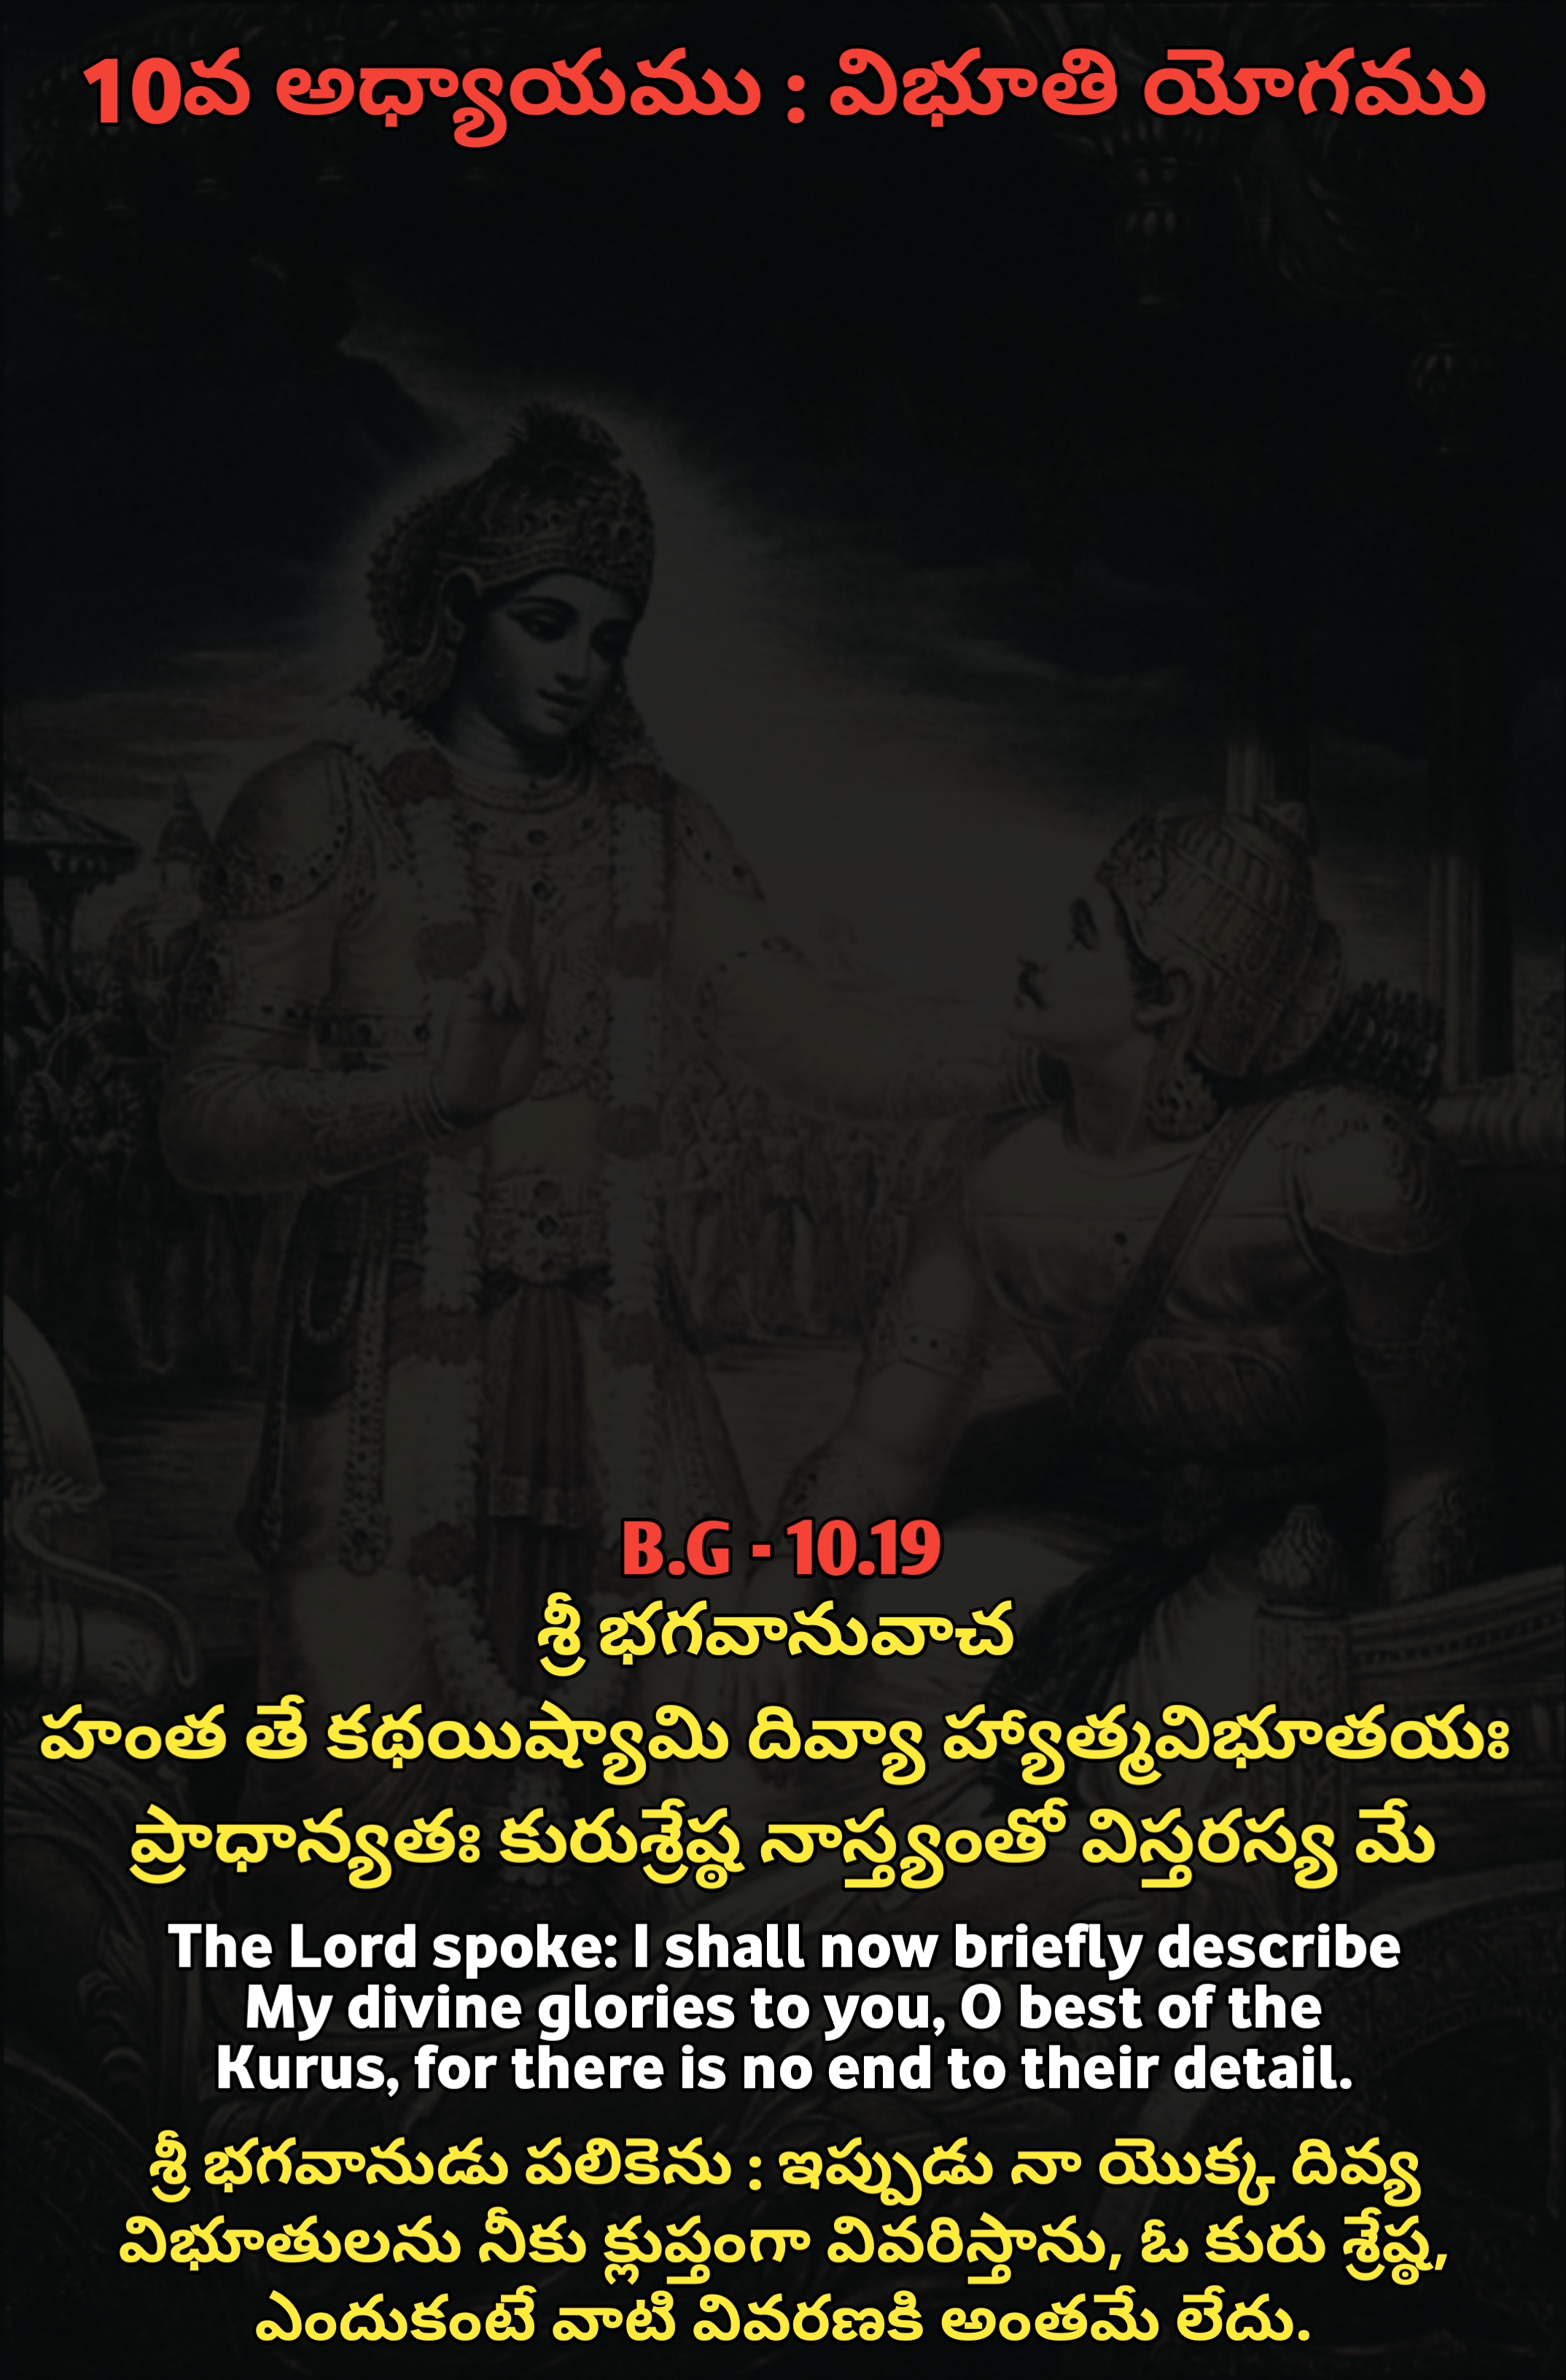 10వ అధ్యాయము : విభూతి యోగము
B.G - 10.19
శ్రీ భగవానువాచ
హంత తే కథయిష్యామి దివ్యా హ్యాత్మవిభూతయః
ప్రాధాన్యతః కురుశ్రేష్ఠ నాస్త్యంతో విస్తరస్య మే
The Lord spoke: I shall now briefly describe
My divine glories to you, O best of the
Kurus, for there is no end to their detail.
శ్రీ భగవానుడు పలికెను : ఇప్పుడు నా యొక్క దివ్య
విభూతులను నీకు క్లుప్తంగా వివరిస్తాను, ఓ కురు శ్రేష్ఠ,
ఎందుకంటే వాటి వివరణకి అంతమే లేదు.